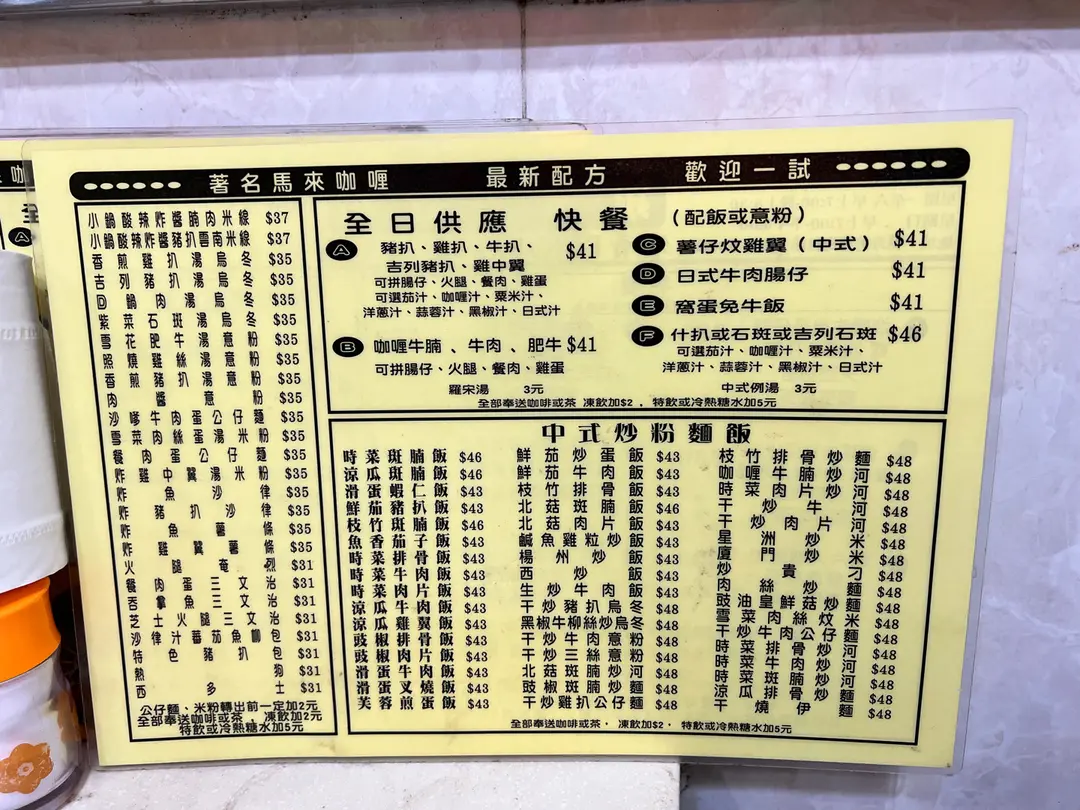 著名馬來咖喱 最新配方 歡迎一試
小鍋酸辣炸醬腩肉米線 $37
小鍋酸辣炸醬豬扒雲南米線 $37
香煎雞扒湯烏冬 $35
吉列豬扒湯烏冬 $35
回鍋肉湯烏冬 $35
紫菜石斑湯烏冬 $35
雪花肥牛湯意粉 $35
照燒雞絲湯意粉 $35
香煎豬扒湯意粉 $35
肉醬意粉 $35
沙嗲牛肉蛋公仔麵 $35
雪菜肉絲蛋湯米粉 $35
餐肉蛋公仔麵 $35
炸雞中翼湯米粉 $35
炸魚沙律 $35
炸豬扒沙律 $35
炸魚薯條 $35
炸雞翼薯條 $35
火腿奄列 $31
餐肉蛋三文治 $31
吞拿魚三文治 $31
芝士火腿三文治 $31
沙律汁蕃茄魚柳包 $31
特色豬扒包 $31
熱狗 $31
西多士 $31
公仔麵、米粉轉出前一定加2元
全部奉送咖啡或茶，凍飲加2元
特飲或冷熱糖水加5元
全日供應 快餐 (配飯或意粉)
A 豬扒、雞扒、牛扒、 $41
吉列豬扒、雞中翼
可拼腸仔、火腿、餐肉、雞蛋
可選茄汁、咖喱汁、粟米汁、
洋蔥汁、蒜蓉汁、黑椒汁、日式汁
B 咖喱牛腩、牛肉、肥牛 $41
可拼腸仔、火腿、餐肉、雞蛋
C 薯仔炆雞翼(中式) $41
D 日式牛肉腸仔 $41
E 窩蛋免牛飯 $41
F 什扒或石斑或吉列石斑 $46
可選茄汁、咖喱汁、粟米汁、
洋蔥汁、蒜蓉汁、黑椒汁、日式汁
羅宋湯 3元 中式例湯 3元
全部奉送咖啡或茶 凍飲加$2，特飲或冷熱糖水加5元
中式炒粉麵飯
時菜斑腩飯 $46
涼瓜斑腩飯 $46
滑蛋蝦仁飯 $43
鮮茄豬扒飯 $43
枝竹斑腩飯 $46
魚香茄子飯 $43
時菜排骨飯 $43
時菜牛肉飯 $43
時菜肉片飯 $43
涼瓜牛肉飯 $43
涼瓜雞翼飯 $43
豉椒排骨飯 $43
豉椒肉片飯 $43
滑蛋牛肉飯 $43
滑蛋叉燒飯 $43
芙蓉煎蛋飯 $43
鮮茄炒蛋飯 $43
鮮茄牛肉飯 $43
枝竹排骨飯 $43
北菇斑腩飯 $46
北菇肉片飯 $43
鹹魚雞粒炒飯 $43
楊州炒飯 $43
西炒飯 $43
生炒牛肉飯 $43
干炒豬扒烏冬 $48
黑椒牛柳絲炒烏冬 $48
干炒牛肉意粉 $48
干炒三絲意粉 $48
北菇斑腩炒河 $48
豉椒斑腩炒麵 $48
干炒雞扒公仔麵 $48
枝竹排骨炒麵 $48
咖喱牛腩炒河 $48
時菜肉片炒河 $48
干炒牛河 $48
干炒肉片河 $48
星洲炒米 $48
廈門炒米 $48
炒貴刁 $48
肉絲炒麵 $48
豉油皇鮮菇炒麵 $48
雪菜肉絲炆米 $48
干炒牛肉公仔麵 $48
時菜排骨炒河 $48
時菜牛肉炒河 $48
涼瓜排骨炒河 $48
干燒伊麵 $48
全部奉送咖啡或茶，凍飲加$2，特飲或冷熱糖水加5元